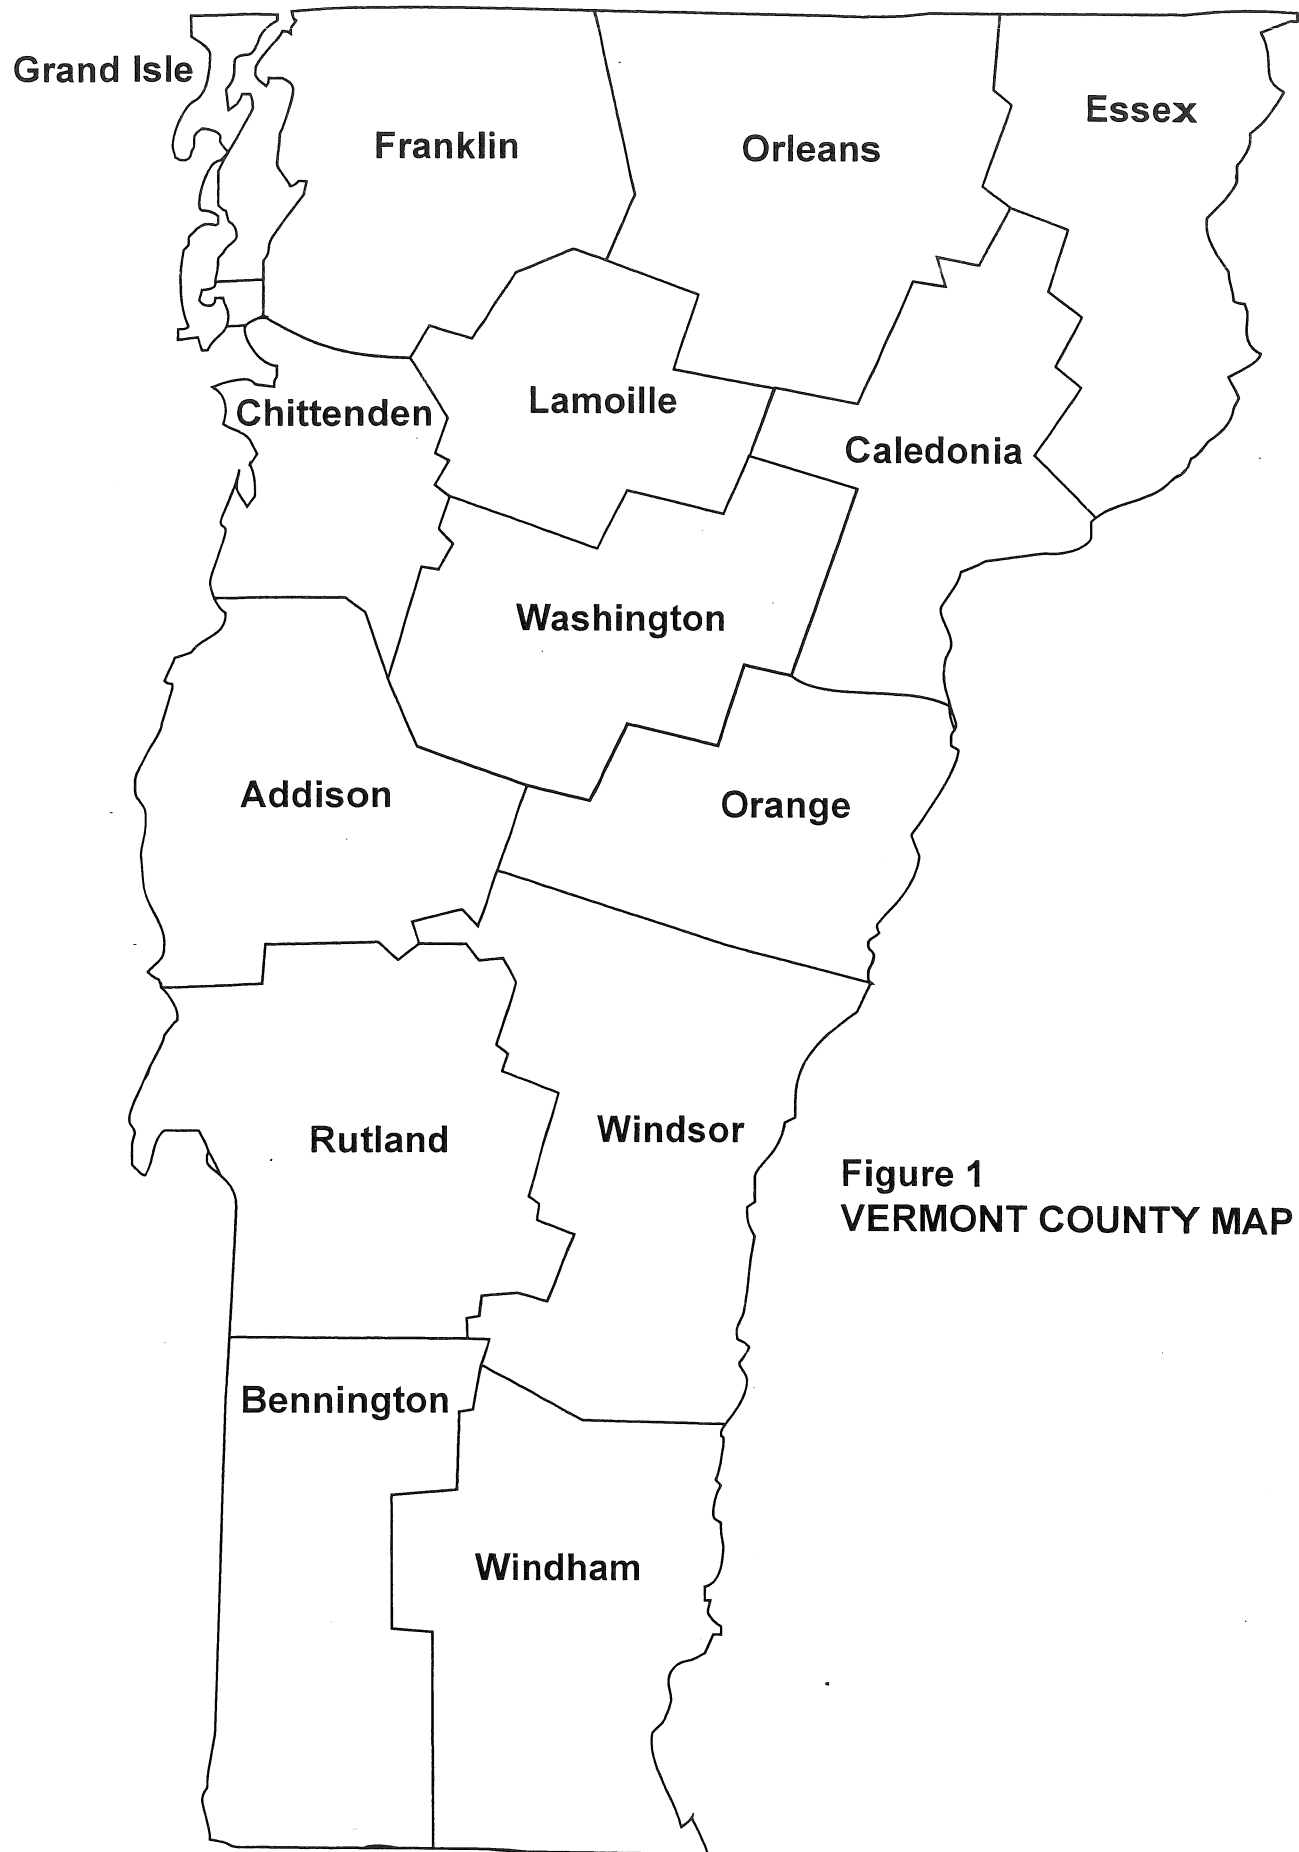 Grand Isle
Franklin
Orleans
Essex
Chittenden
Lamoille
Caledonia
Washington
Addison
Orange
Rutland
Windsor
Figure 1
VERMONT COUNTY MAP
Bennington
Windham